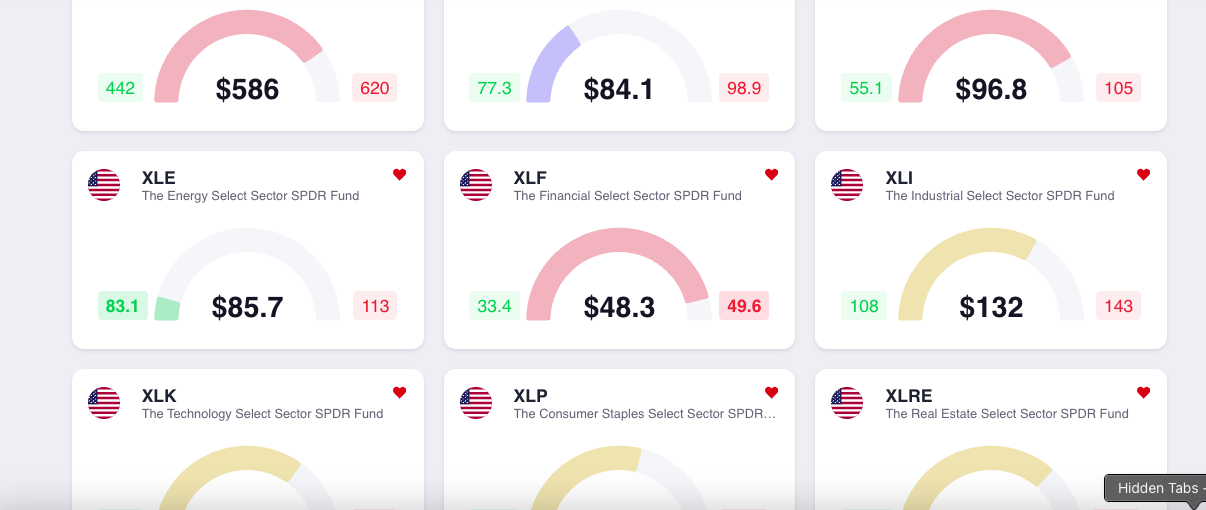 442 $586 620
77.3 $84.1 98.9
55.1 $96.8 105
XLE
The Energy Select Sector SPDR Fund
83.1 $85.7 113
XLF
The Financial Select Sector SPDR Fund
33.4 $48.3 49.6
XLI
The Industrial Select Sector SPDR Fund
108 $132 143
XLK
The Technology Select Sector SPDR Fund
XLP
The Consumer Staples Select Sector SPDR...
XLRE
The Real Estate Select Sector SPDR Fund
Hidden Tabs -